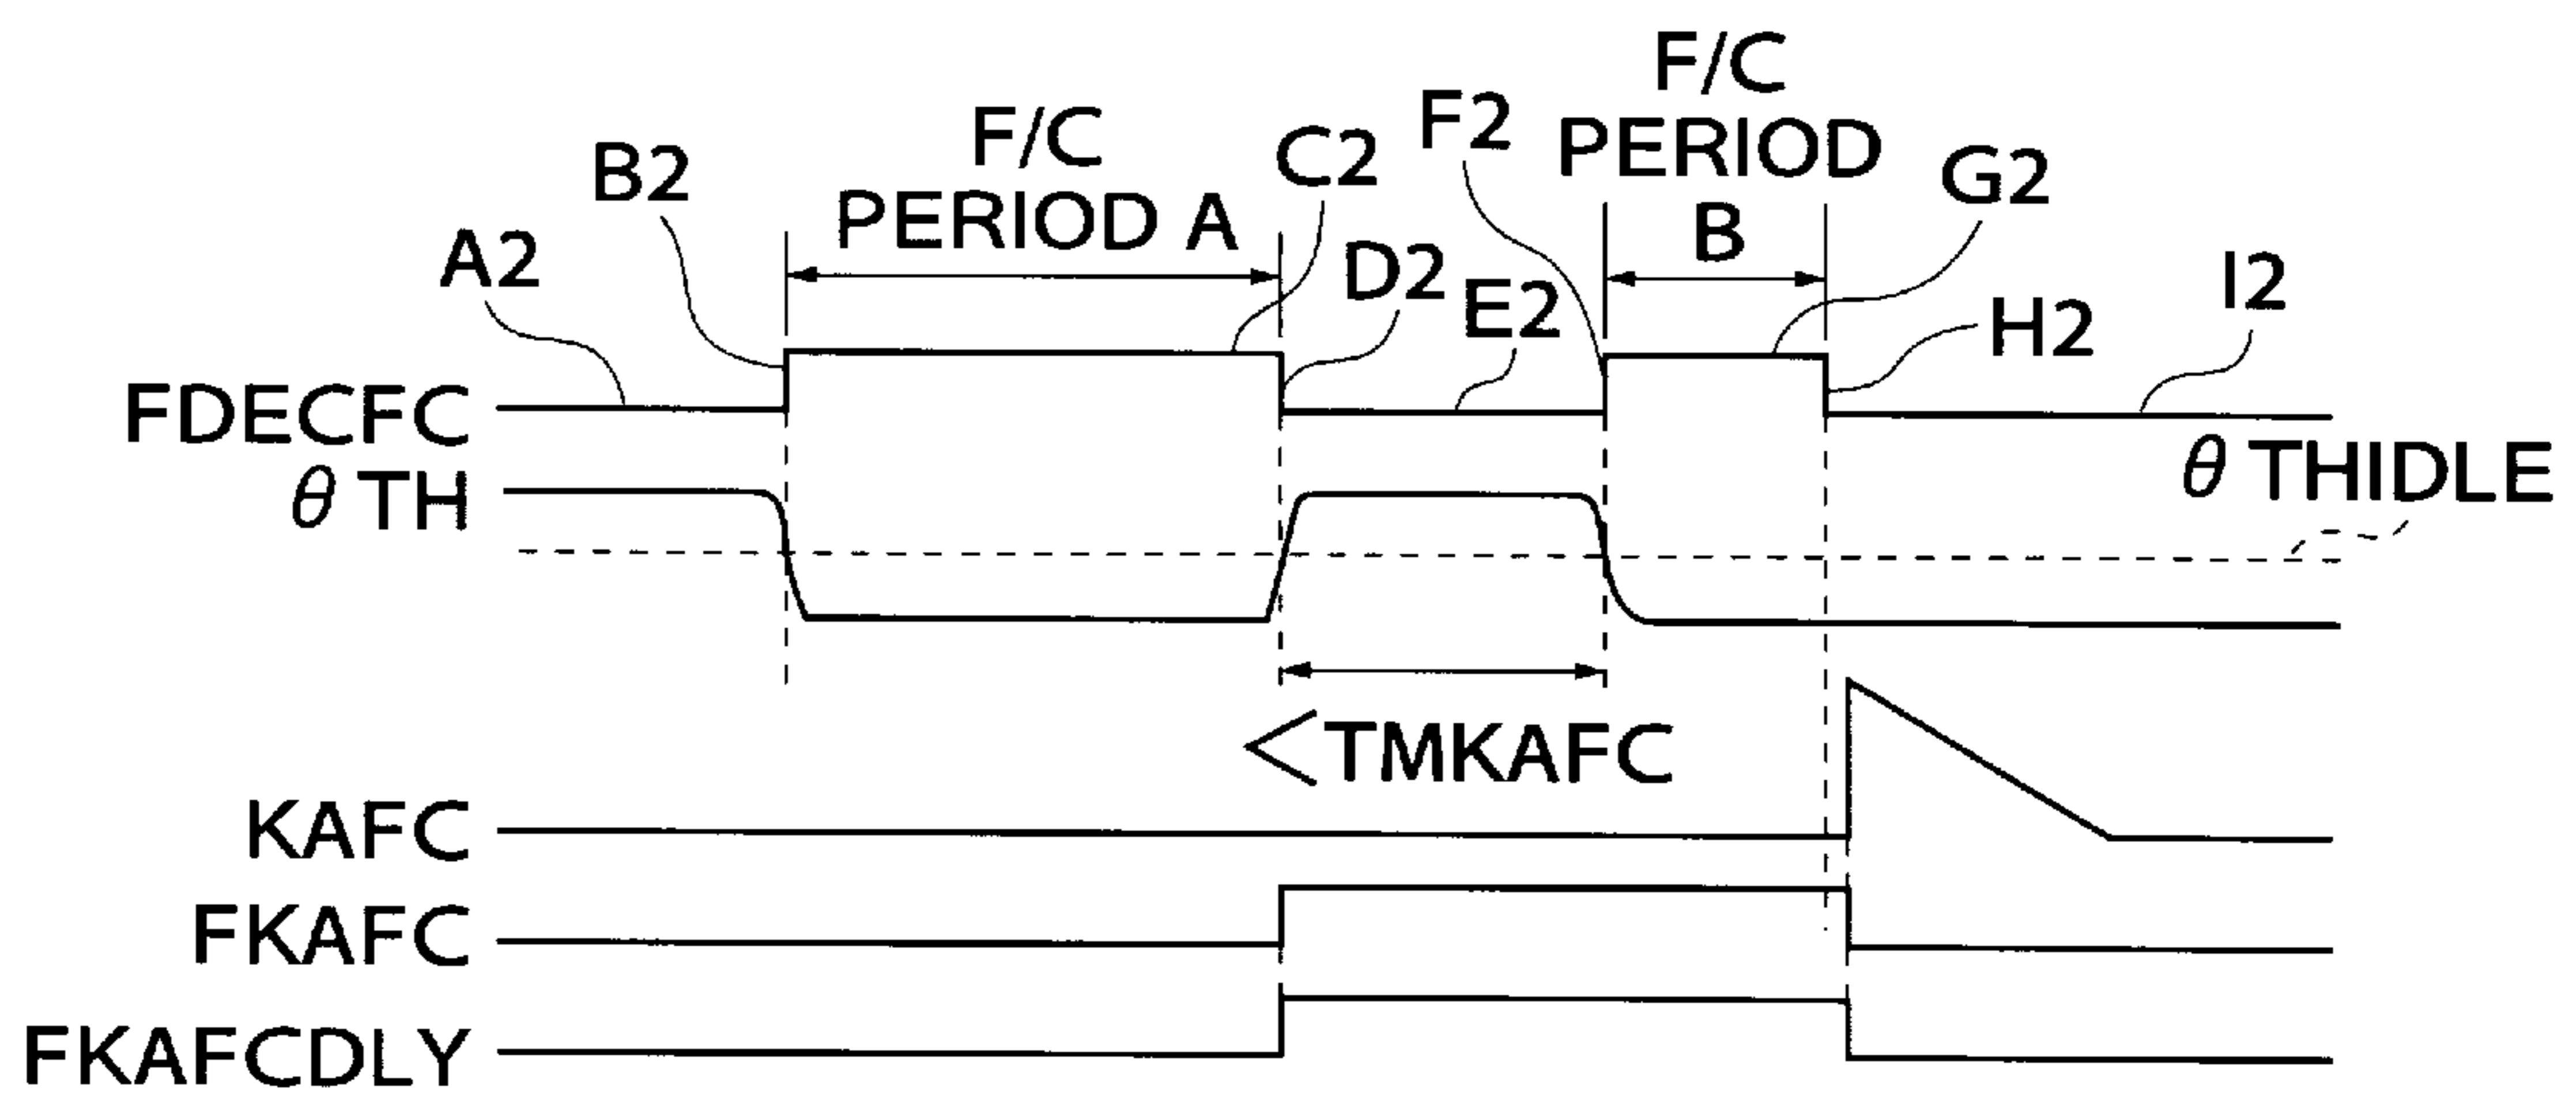 F/C
PERIOD
B
F/C
PERIOD A
A2
B2
C2
D2
E2
F2
G2
H2
I2
FDECFC
θ TH
θ THIDLE
<TMKAFC
KAFC
FKAFC
FKAFCDLY